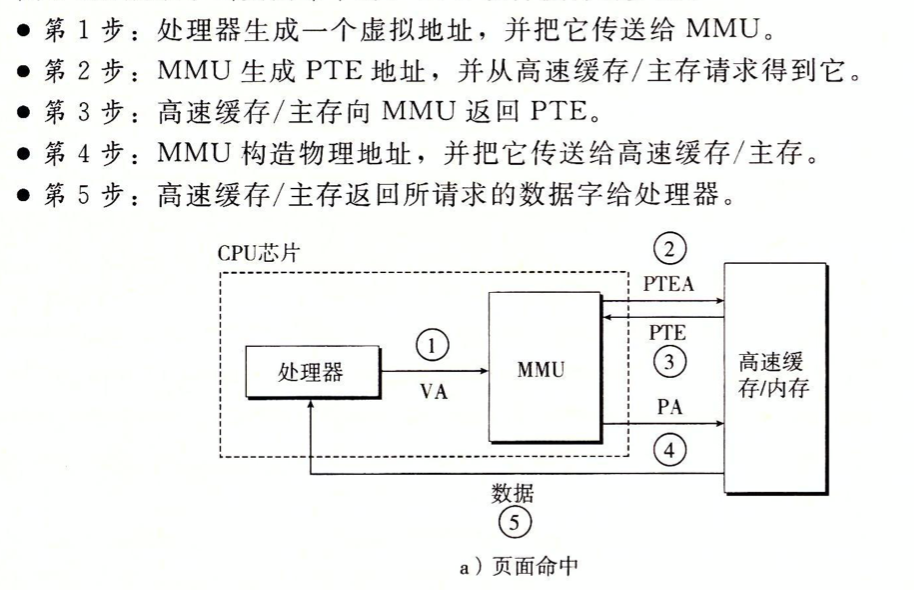 ● 第 1 步：处理器生成一个虚拟地址，并把它传送给 MMU。
● 第 2 步：MMU 生成 PTE 地址，并从高速缓存/主存请求得到它。
● 第 3 步：高速缓存/主存向 MMU 返回 PTE。
● 第 4 步：MMU 构造物理地址，并把它传送给高速缓存/主存。
● 第 5 步：高速缓存/主存返回所请求的数据字给处理器。
CPU芯片
②
PTEA
①
处理器
VA
MMU
PTE
③
高速缓
存/内存
PA
④
数据
⑤
a）页面命中